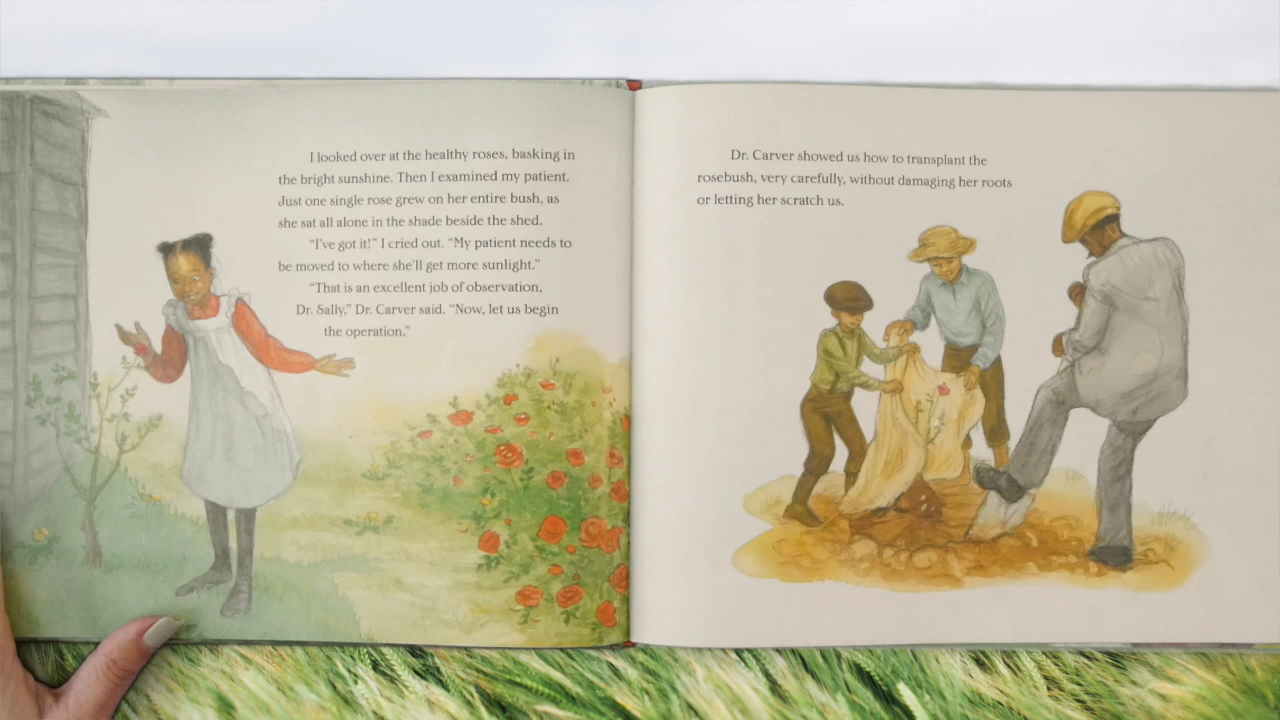 I looked over at the healthy roses, basking in
the bright sunshine. Then I examined my patient.
Just one single rose grew on her entire bush, as
she sat all alone in the shade beside the shed.
“I’ve got it!” I cried out. “My patient needs to
be moved to where she’ll get more sunlight.”
“That is an excellent job of observation,
Dr. Sally,” Dr. Carver said. “Now, let us begin
the operation.”
Dr. Carver showed us how to transplant the
rosebush, very carefully, without damaging her roots
or letting her scratch us.